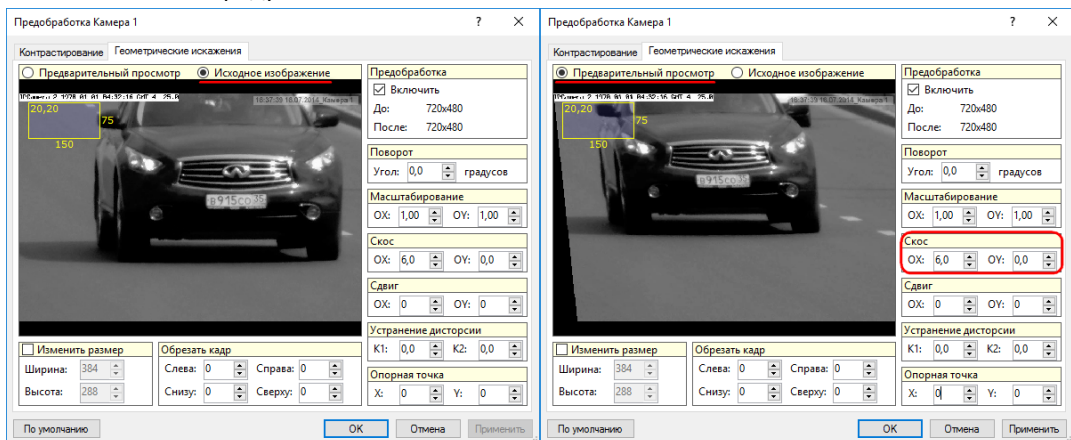 Предобработка Камера 1
Контрастирование Геометрические искажения
Предварительный просмотр Исходное изображение
20,20
75
150
в915со 36
Предобработка
Включить
До: 720x480
После: 720x480
Поворот
Угол: 0,0 градусов
Масштабирование
OX: 1,00 OY: 1,00
Скос
OX: 6,0 OY: 0,0
Сдвиг
OX: 0 OY: 0
Устранение дисторсии
K1: 0,0 K2: 0,0
Опорная точка
X: 0 Y: 0
Изменить размер
Ширина: 384
Высота: 288
Обрезать кадр
Слева: 0 Справа: 0
Снизу: 0 Сверху: 0
По умолчанию ОК Отмена Применить
Предобработка Камера 1
Контрастирование Геометрические искажения
Предварительный просмотр Исходное изображение
20,20
75
150
Предобработка
Включить
До: 720x480
После: 720x480
Поворот
Угол: 0,0 градусов
Масштабирование
OX: 1,00 OY: 1,00
Скос
OX: 6,0 OY: 0,0
Сдвиг
OX: 0 OY: 0
Устранение дисторсии
K1: 0,0 K2: 0,0
Опорная точка
X: 0 Y: 0
Изменить размер
Ширина: 384
Высота: 288
Обрезать кадр
Слева: 0 Справа: 0
Снизу: 0 Сверху: 0
По умолчанию ОК Отмена Применить